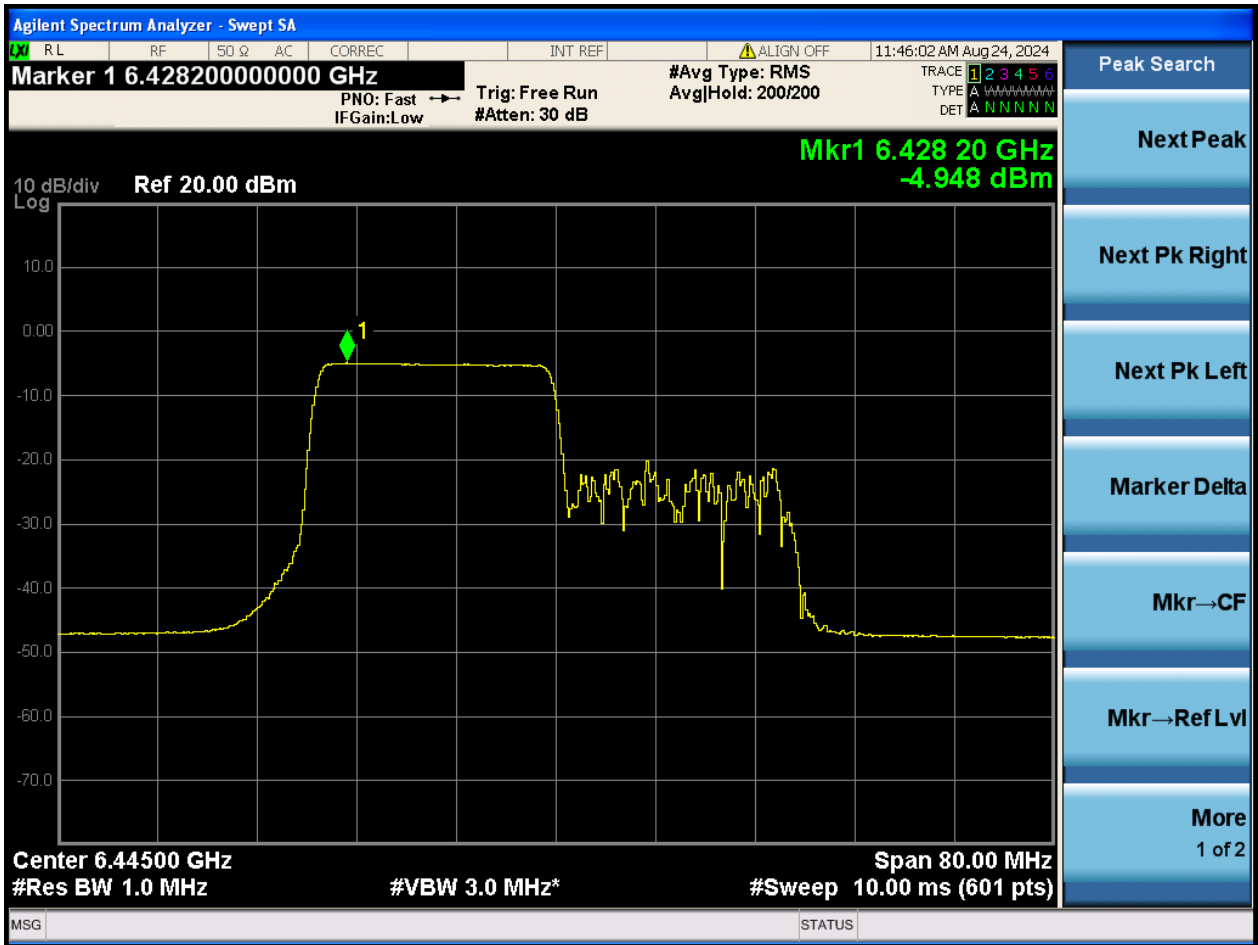 Agilent Spectrum Analyzer - Swept SA
LXI RL RF 50 Ω AC CORREC INT REF ALIGN OFF 11:46:02 AM Aug 24, 2024
Marker 1 6.428200000000 GHz
PNO: Fast
IFGain:Low
Trig: Free Run
#Atten: 30 dB
#Avg Type: RMS
Avg|Hold: 200/200
TRACE 1 2 3 4 5 6
TYPE A WWWWW
DET A N N N N N
Mkr1 6.428 20 GHz
-4.948 dBm
10 dB/div Ref 20.00 dBm
Log
10.0
0.00
-10.0
-20.0
-30.0
-40.0
-50.0
-60.0
-70.0
1
Center 6.44500 GHz
Span 80.00 MHz
#Res BW 1.0 MHz
#VBW 3.0 MHz*
#Sweep 10.00 ms (601 pts)
MSG
STATUS
Peak Search
Next Peak
Next Pk Right
Next Pk Left
Marker Delta
Mkr→CF
Mkr→Ref Lvl
More
1 of 2